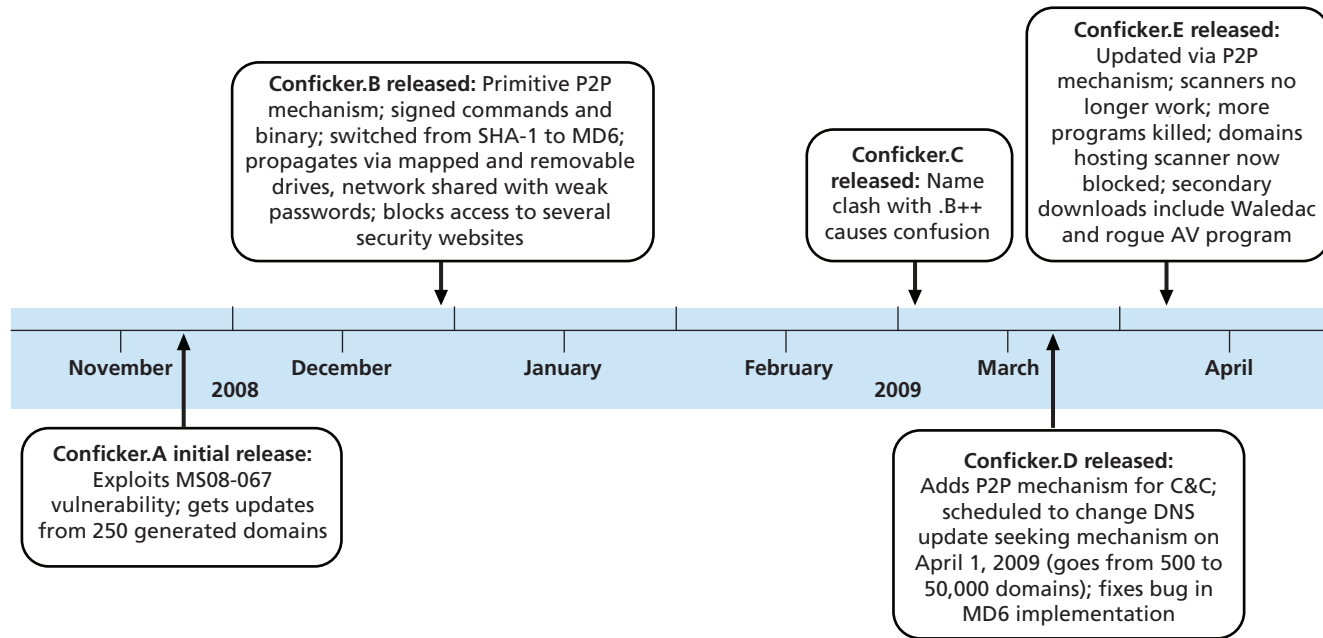 Conficker.B released: Primitive P2P
mechanism; signed commands and
binary; switched from SHA-1 to MD6;
propagates via mapped and removable
drives, network shared with weak
passwords; blocks access to several
security websites
Conficker.C
released: Name
clash with .B++
causes confusion
Conficker.E released:
Updated via P2P
mechanism; scanners no
longer work; more
programs killed; domains
hosting scanner now
blocked; secondary
downloads include Waledac
and rogue AV program
November
December
January
February
March
April
2008
2009
Conficker.A initial release:
Exploits MS08-067
vulnerability; gets updates
from 250 generated domains
Conficker.D released:
Adds P2P mechanism for C&C;
scheduled to change DNS
update seeking mechanism on
April 1, 2009 (goes from 500 to
50,000 domains); fixes bug in
MD6 implementation